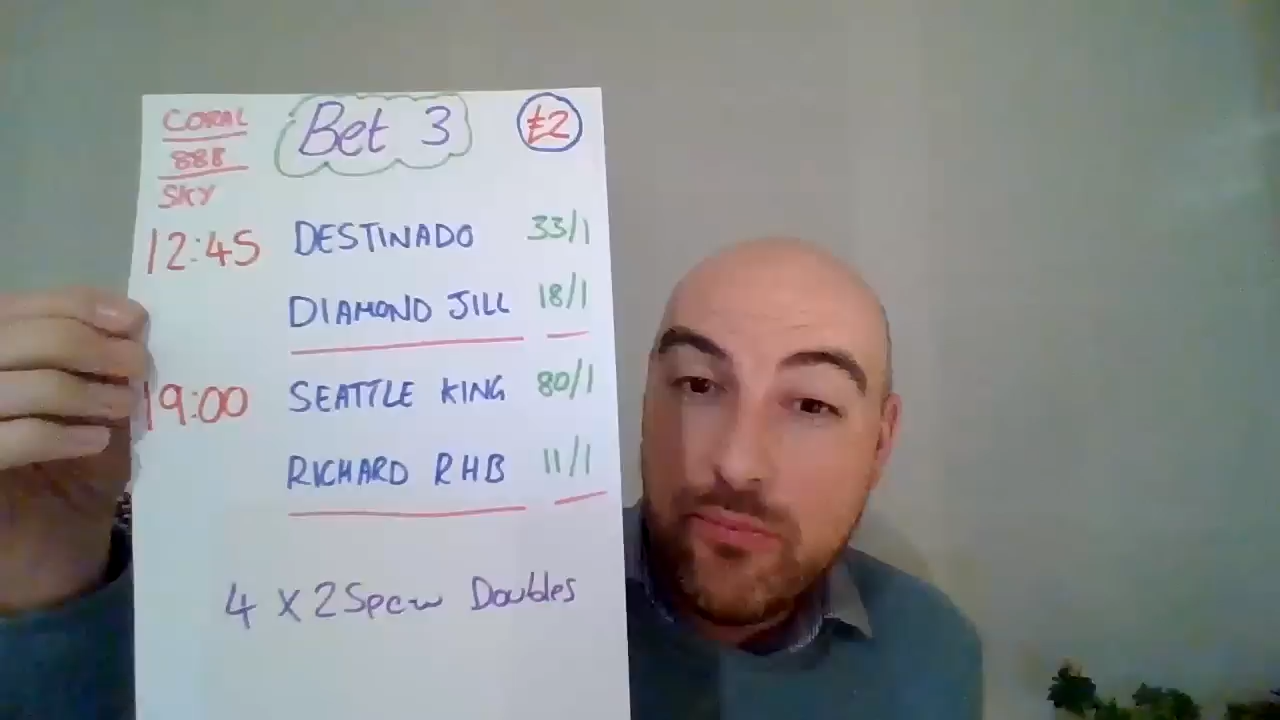 CORAL
888
SKY
Bet 3
£2
12:45 DESTINADO 33/1
DIAMOND JILL 18/1
19:00 SEATTLE KING 80/1
RICHARD RHB 11/1
4 X 25pew Doubles